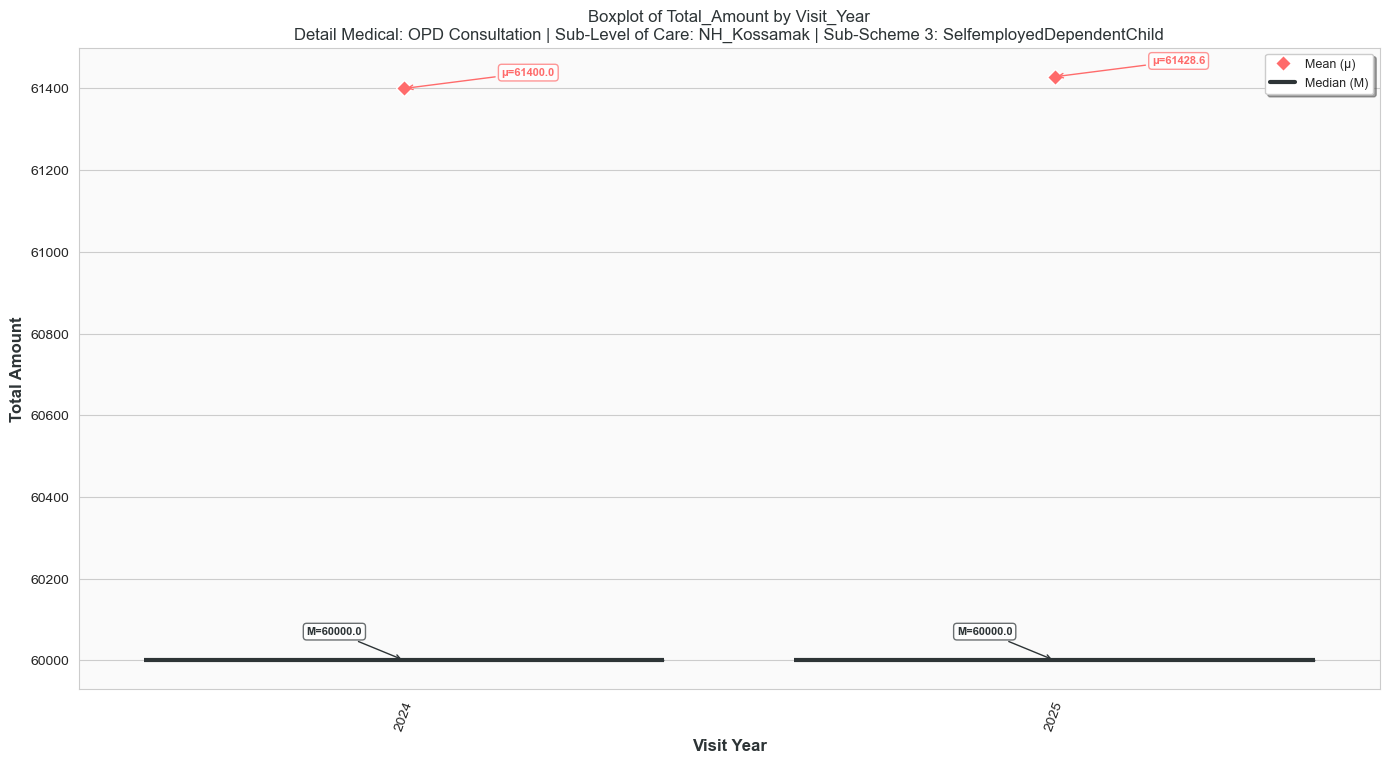 Boxplot of Total_Amount by Visit_Year
Detail Medical: OPD Consultation | Sub-Level of Care: NH_Kossamak | Sub-Scheme 3: SelfemployedDependentChild
μ=61400.0
μ=61428.6
Mean (μ)
Median (M)
61400
61200
61000
60800
60600
60400
60200
60000
Total Amount
M=60000.0
M=60000.0
2024
2025
Visit Year